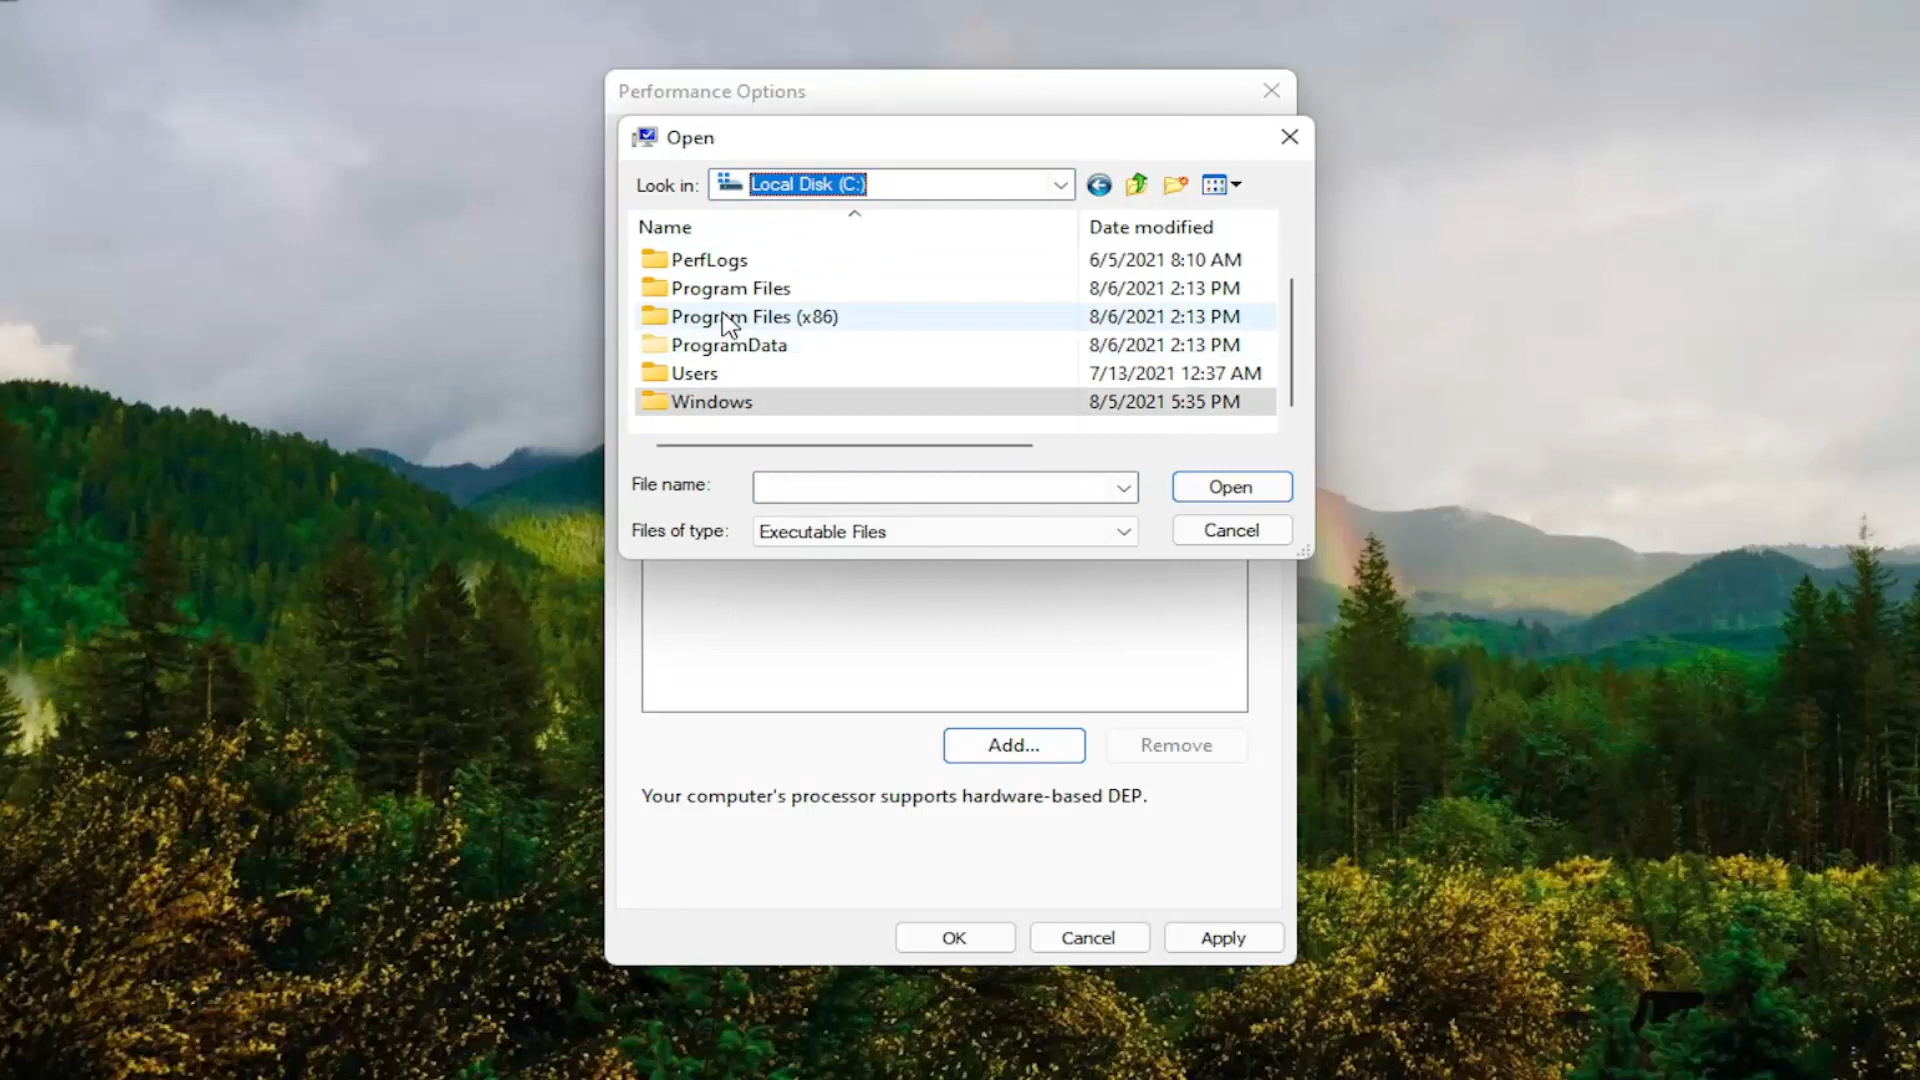 Performance Options
Open
Look in: Local Disk (C:)
Name Date modified
PerfLogs 6/5/2021 8:10 AM
Program Files 8/6/2021 2:13 PM
Program Files (x86) 8/6/2021 2:13 PM
ProgramData 8/6/2021 2:13 PM
Users 7/13/2021 12:37 AM
Windows 8/5/2021 5:35 PM
File name: Open
Files of type: Executable Files Cancel
Add... Remove
Your computer's processor supports hardware-based DEP.
OK Cancel Apply